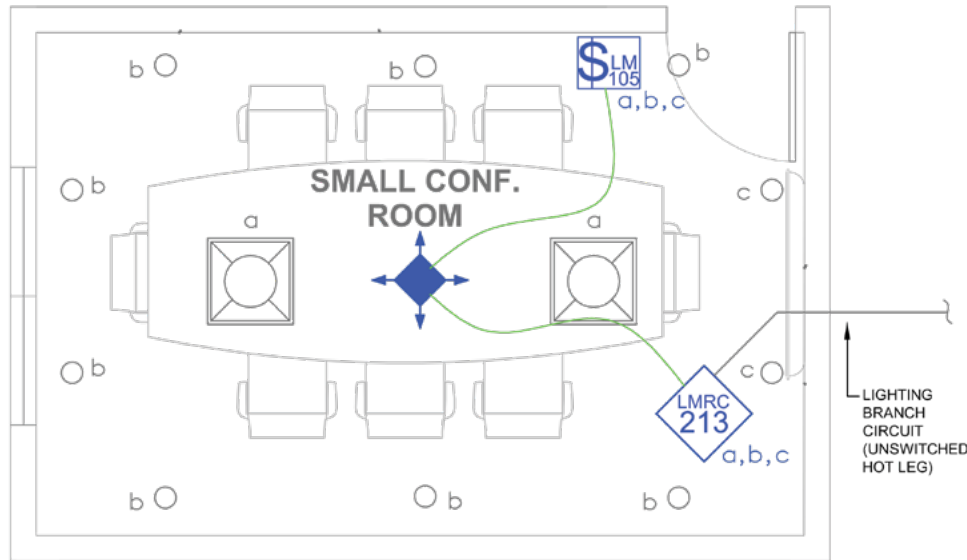 b
b
b
S LM
105
a,b,c
b
c
SMALL CONF.
ROOM
a
a
b
c
LMRC
213
a,b,c
LIGHTING
BRANCH
CIRCUIT
(UNSWITCHED
HOT LEG)
b
b
b